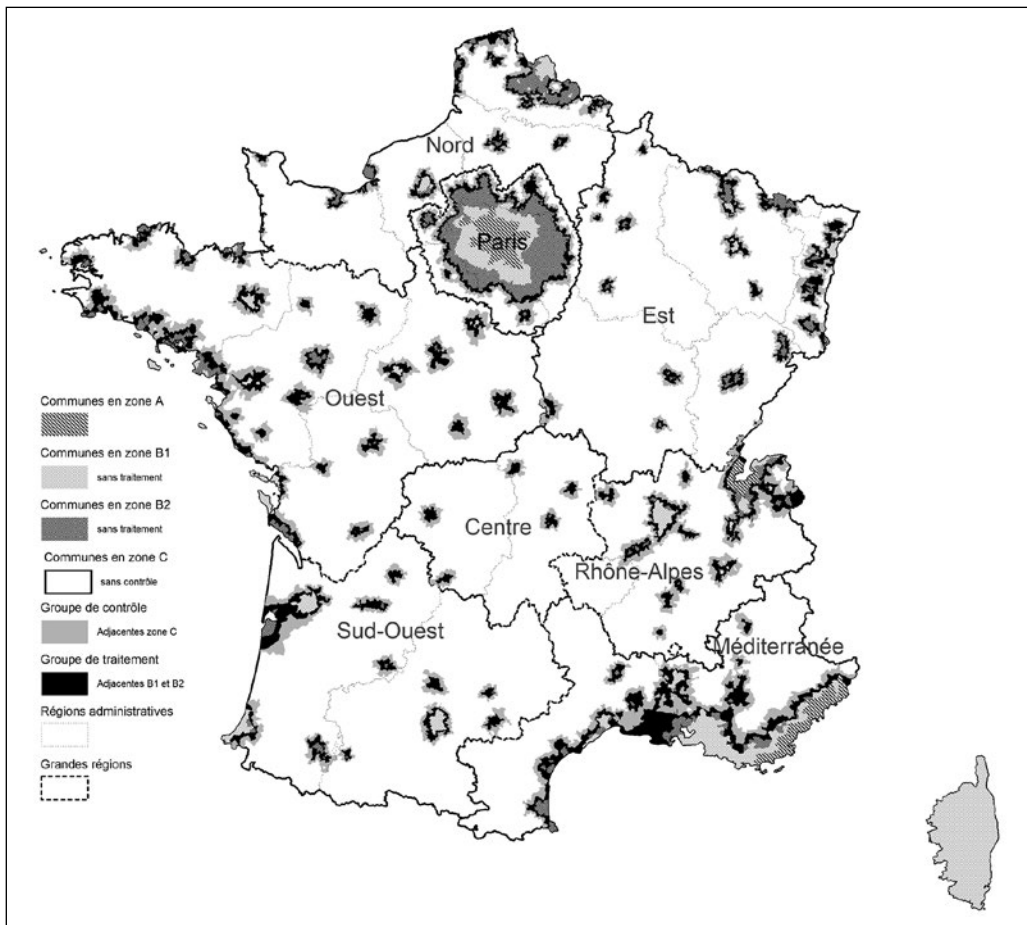 Nord
Paris
Est
Ouest
Centre
Rhône-Alpes
Sud-Ouest
Méditerranée
Communes en zone A
Communes en zone B1
sans traitement
Communes en zone B2
sans traitement
Communes en zone C
sans contrôle
Groupe de contrôle
Adjacentes zone C
Groupe de traitement
Adjacentes B1 et B2
Régions administratives
Grandes régions